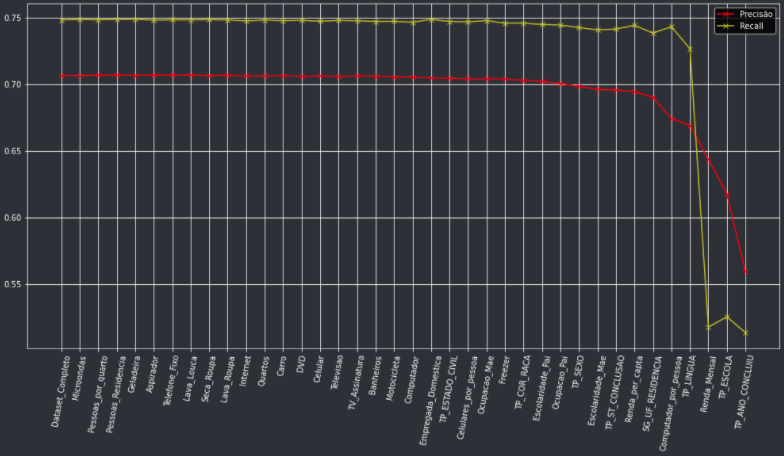 0.75
0.70
0.65
0.60
0.55
Precisão
Recall
Dataset_Completo
Microondas
Pessoas_por_quarto
Pessoas_Residencia
Geladeira
Aspirador
Telefone_Fixo
Lava_Louca
Seca_Roupa
Lava_Roupa
Internet
Quartos
Carro
DVD
Celular
Televisao
TV_Assinatura
Banheiros
Motocicleta
Computador
Empregada_Domestica
TP_ESTADO_CIVIL
Celulares_por_pessoa
Ocupacao_Mae
Freezer
TP_COR_RACA
Escolaridade_Pai
Ocupacao_Pai
TP_SEXO
Escolaridade_Mae
TP_ST_CONCLUSAO
Renda_per_capta
SG_UF_RESIDENCIA
Computador_por_pessoa
TP_LINGUA
Renda_Mensal
TP_ESCOLA
TP_ANO_CONCLUIU